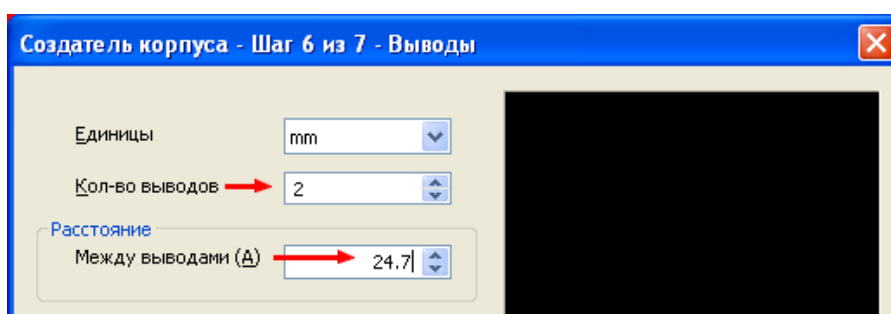 Создатель корпуса - Шаг 6 из 7 - Выводы
Единицы mm
Кол-во выводов 2
Расстояние
Между выводами (A) 24.7